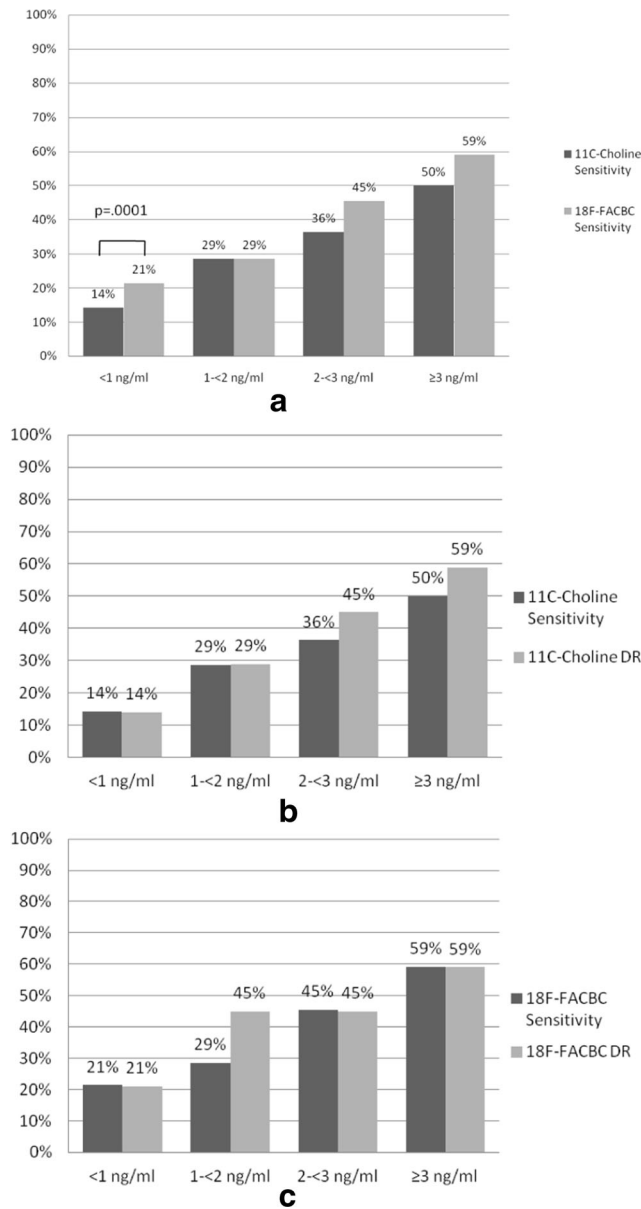 100%
90%
80%
70%
60%
50%
40%
30%
20%
10%
0%
p=.0001
14%
21%
29%
29%
36%
45%
50%
59%
<1 ng/ml
1-<2 ng/ml
2-<3 ng/ml
≥3 ng/ml
11C-Choline
Sensitivity
18F-FACBC
Sensitivity
a
100%
90%
80%
70%
60%
50%
40%
30%
20%
10%
0%
14%
14%
29%
29%
36%
45%
50%
59%
<1 ng/ml
1-<2 ng/ml
2-<3 ng/ml
≥3 ng/ml
11C-Choline
Sensitivity
11C-Choline DR
b
100%
90%
80%
70%
60%
50%
40%
30%
20%
10%
0%
21%
21%
29%
45%
45%
45%
59%
59%
<1 ng/ml
1-<2 ng/ml
2-<3 ng/ml
≥3 ng/ml
18F-FACBC
Sensitivity
18F-FACBC DR
c